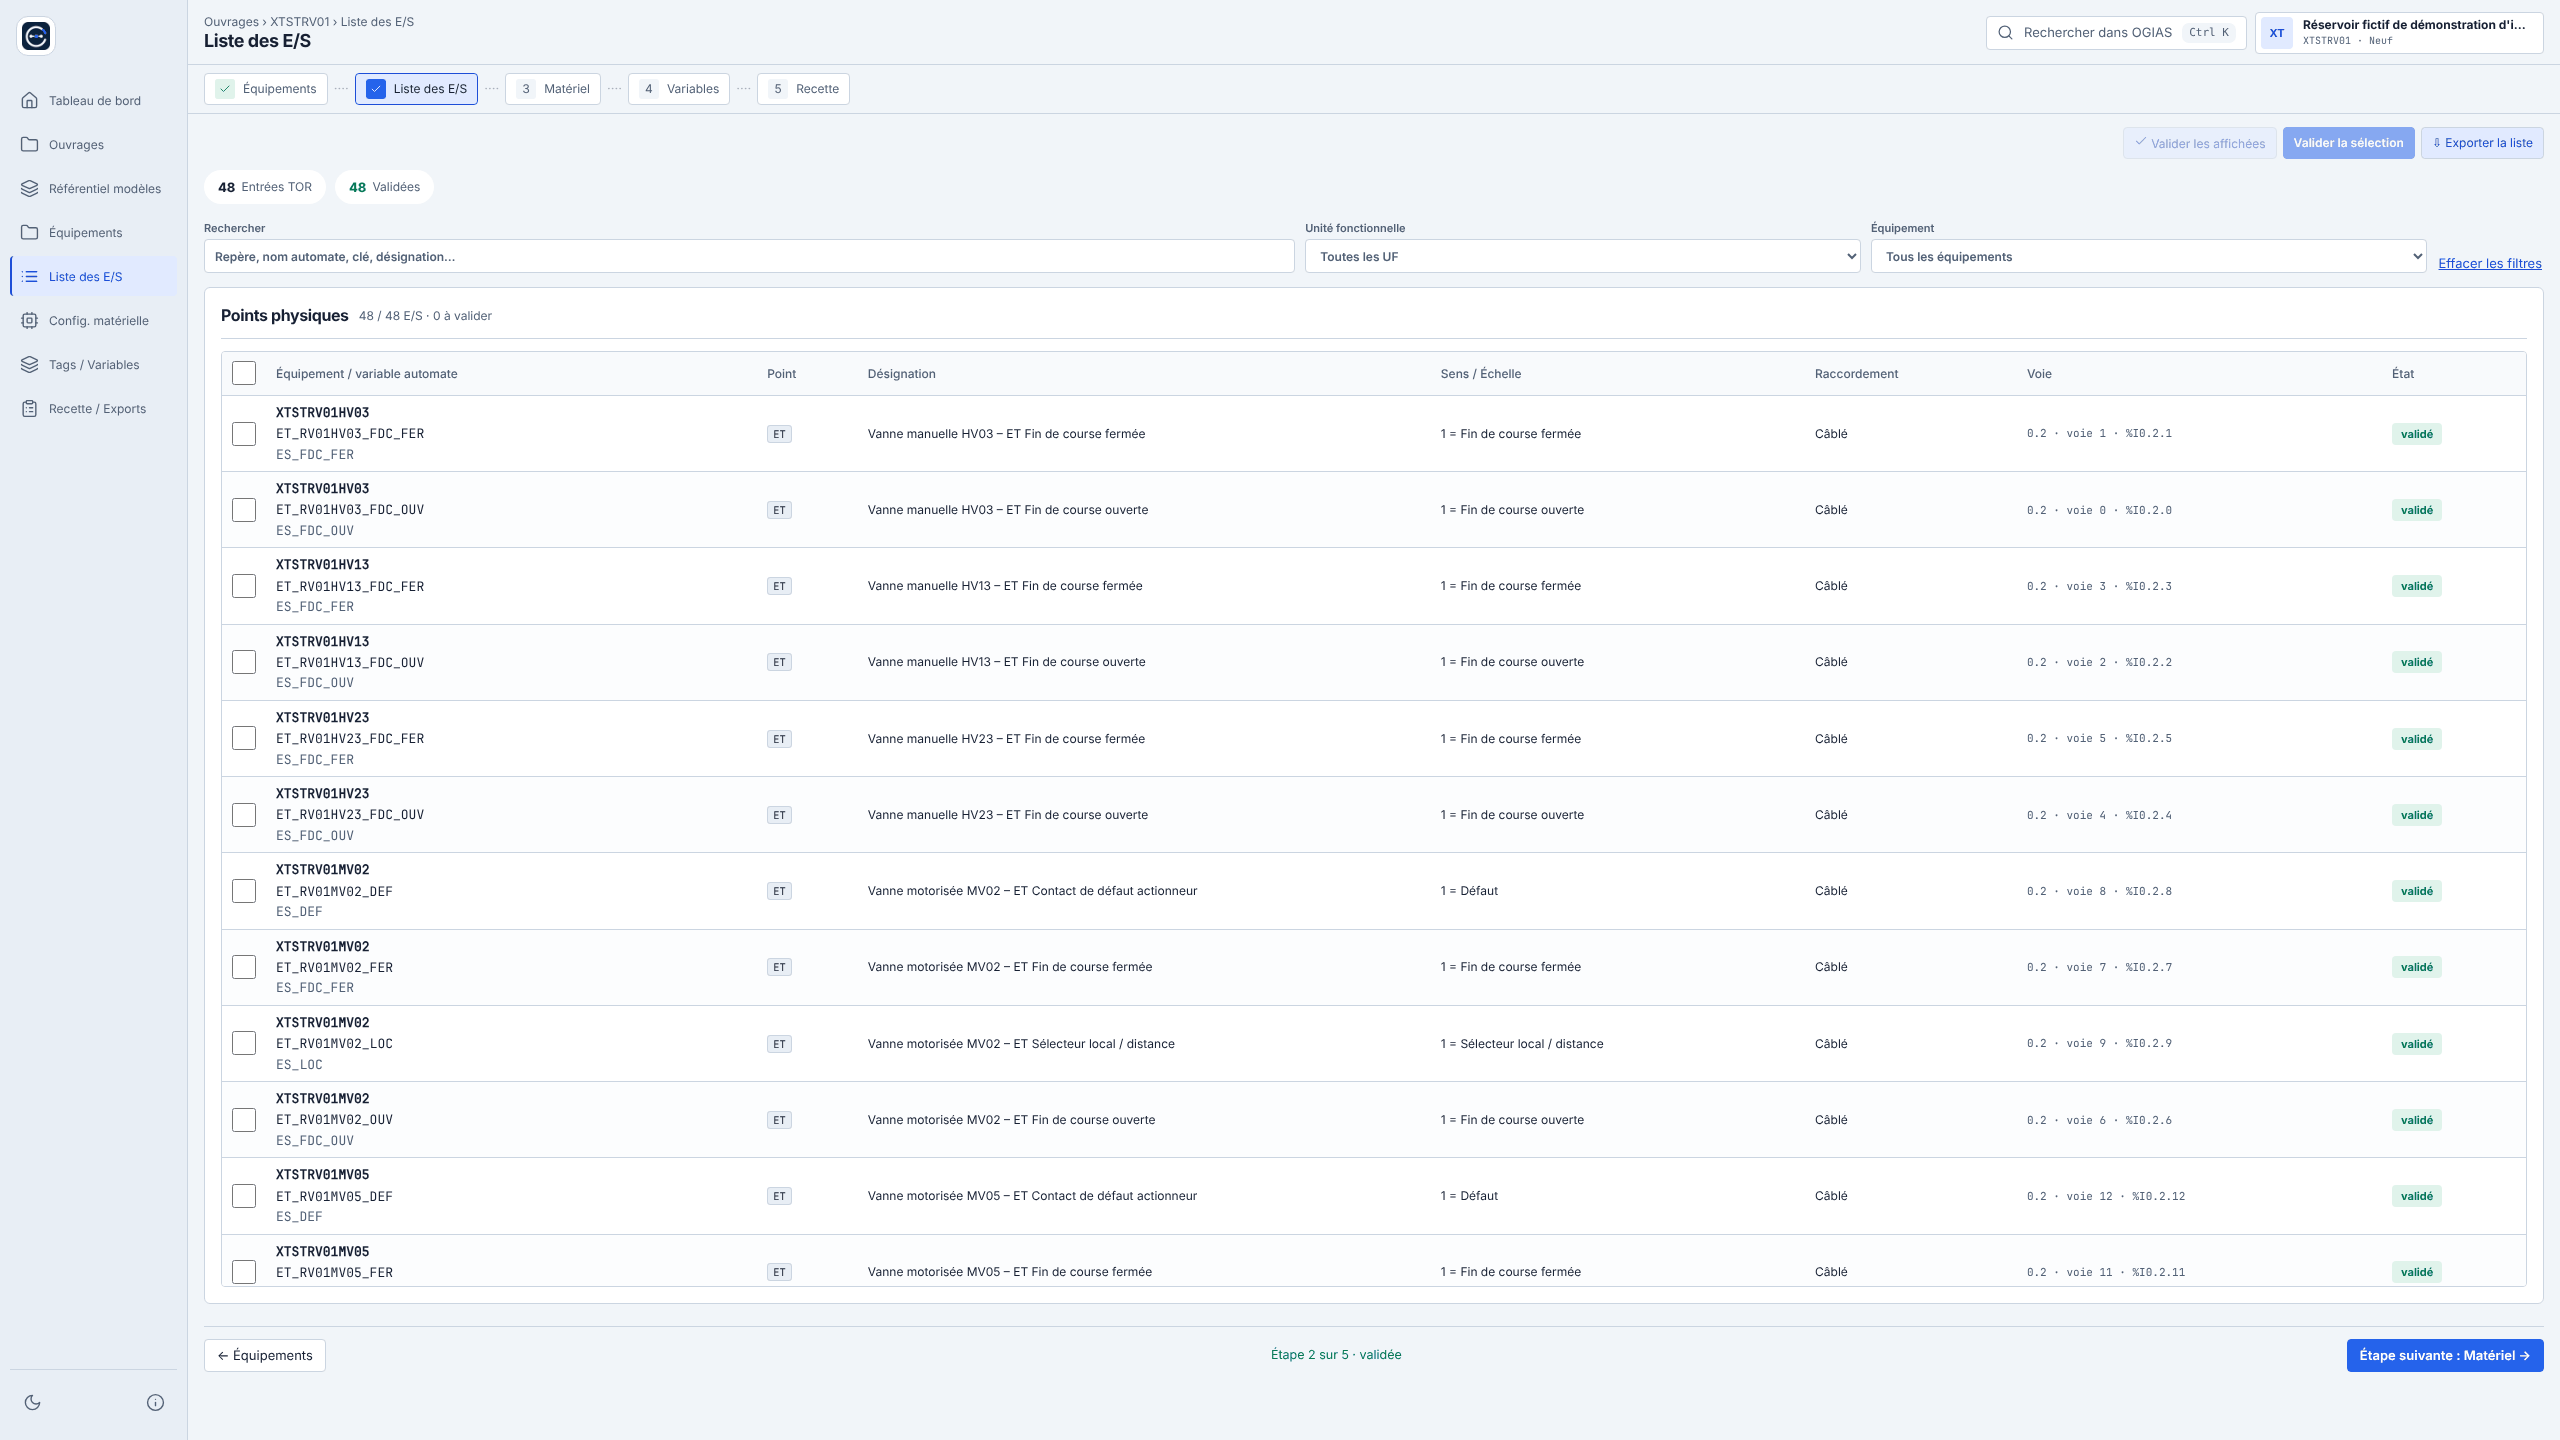 Ouvrages › XTSTRV01 › Liste des E/S
Liste des E/S
Rechercher dans OGIAS Ctrl K
XT
Réservoir fictif de démonstration d'i...
XTSTRV01 · Neuf
Tableau de bord
Ouvrages
Référentiel modèles
Équipements
Liste des E/S
Config. matérielle
Tags / Variables
Recette / Exports
Équipements
Liste des E/S
3 Matériel
4 Variables
5 Recette
Valider les affichées
Valider la sélection
Exporter la liste
48 Entrées TOR
48 Validées
Rechercher
Repère, nom automate, clé, désignation...
Unité fonctionnelle
Toutes les UF
Équipement
Tous les équipements
Effacer les filtres
Points physiques 48 / 48 E/S · 0 à valider
Équipement / variable automate Point Désignation Sens / Échelle Raccordement Voie État
XTSTRV01HV03
ET_RV01HV03_FDC_FER ET Vanne manuelle HV03 – ET Fin de course fermée 1 = Fin de course fermée Câblé 0.2 · voie 1 · %I0.2.1 validé
ES_FDC_FER
XTSTRV01HV03
ET_RV01HV03_FDC_OUV ET Vanne manuelle HV03 – ET Fin de course ouverte 1 = Fin de course ouverte Câblé 0.2 · voie 0 · %I0.2.0 validé
ES_FDC_OUV
XTSTRV01HV13
ET_RV01HV13_FDC_FER ET Vanne manuelle HV13 – ET Fin de course fermée 1 = Fin de course fermée Câblé 0.2 · voie 3 · %I0.2.3 validé
ES_FDC_FER
XTSTRV01HV13
ET_RV01HV13_FDC_OUV ET Vanne manuelle HV13 – ET Fin de course ouverte 1 = Fin de course ouverte Câblé 0.2 · voie 2 · %I0.2.2 validé
ES_FDC_OUV
XTSTRV01HV23
ET_RV01HV23_FDC_FER ET Vanne manuelle HV23 – ET Fin de course fermée 1 = Fin de course fermée Câblé 0.2 · voie 5 · %I0.2.5 validé
ES_FDC_FER
XTSTRV01HV23
ET_RV01HV23_FDC_OUV ET Vanne manuelle HV23 – ET Fin de course ouverte 1 = Fin de course ouverte Câblé 0.2 · voie 4 · %I0.2.4 validé
ES_FDC_OUV
XTSTRV01MV02
ET_RV01MV02_DEF ET Vanne motorisée MV02 – ET Contact de défaut actionneur 1 = Défaut Câblé 0.2 · voie 8 · %I0.2.8 validé
ES_DEF
XTSTRV01MV02
ET_RV01MV02_FER ET Vanne motorisée MV02 – ET Fin de course fermée 1 = Fin de course fermée Câblé 0.2 · voie 7 · %I0.2.7 validé
ES_FDC_FER
XTSTRV01MV02
ET_RV01MV02_LOC ET Vanne motorisée MV02 – ET Sélecteur local / distance 1 = Sélecteur local / distance Câblé 0.2 · voie 9 · %I0.2.9 validé
ES_LOC
XTSTRV01MV02
ET_RV01MV02_OUV ET Vanne motorisée MV02 – ET Fin de course ouverte 1 = Fin de course ouverte Câblé 0.2 · voie 6 · %I0.2.6 validé
ES_FDC_OUV
XTSTRV01MV05
ET_RV01MV05_DEF ET Vanne motorisée MV05 – ET Contact de défaut actionneur 1 = Défaut Câblé 0.2 · voie 12 · %I0.2.12 validé
ES_DEF
XTSTRV01MV05
ET_RV01MV05_FER ET Vanne motorisée MV05 – ET Fin de course fermée 1 = Fin de course fermée Câblé 0.2 · voie 11 · %I0.2.11 validé
← Équipements
Étape 2 sur 5 · validée
Étape suivante : Matériel →